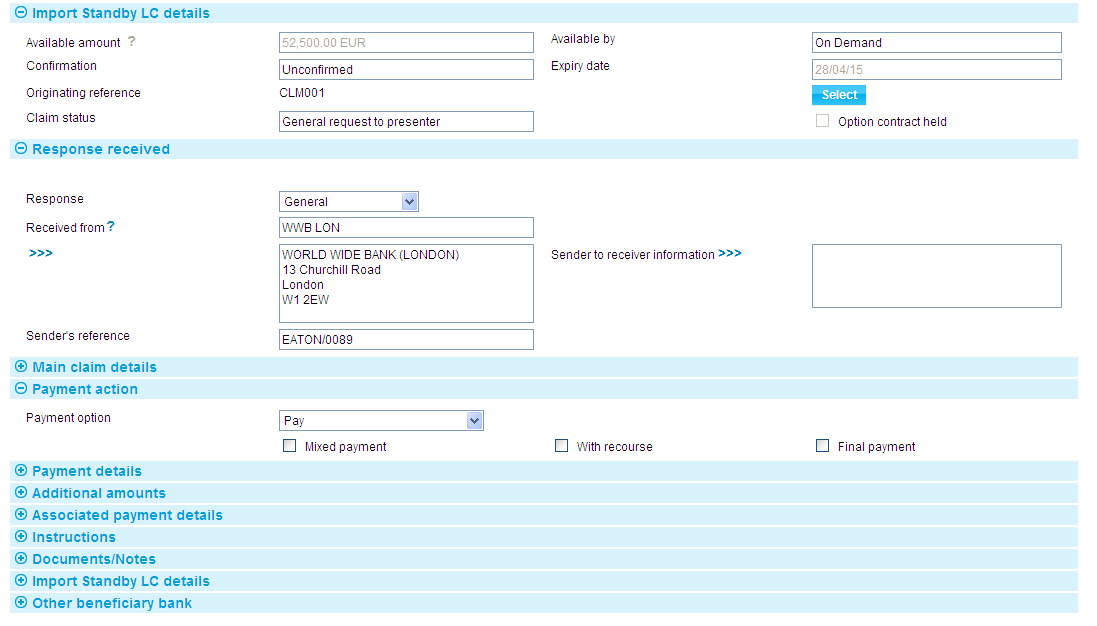 Import Standby LC details
Available amount ? 52,500.00 EUR Available by On Demand
Confirmation Unconfirmed Expiry date 28/04/15
Originating reference CLM001 Select
Claim status General request to presenter Option contract held
Response received
Response General
Received from ? WWB LON
>>> WORLD WIDE BANK (LONDON) Sender to receiver information >>>
13 Churchill Road
London
W1 2EW
Sender's reference EATON/0089
Main claim details
Payment action
Payment option Pay
Mixed payment With recourse Final payment
Payment details
Additional amounts
Associated payment details
Instructions
Documents/Notes
Import Standby LC details
Other beneficiary bank